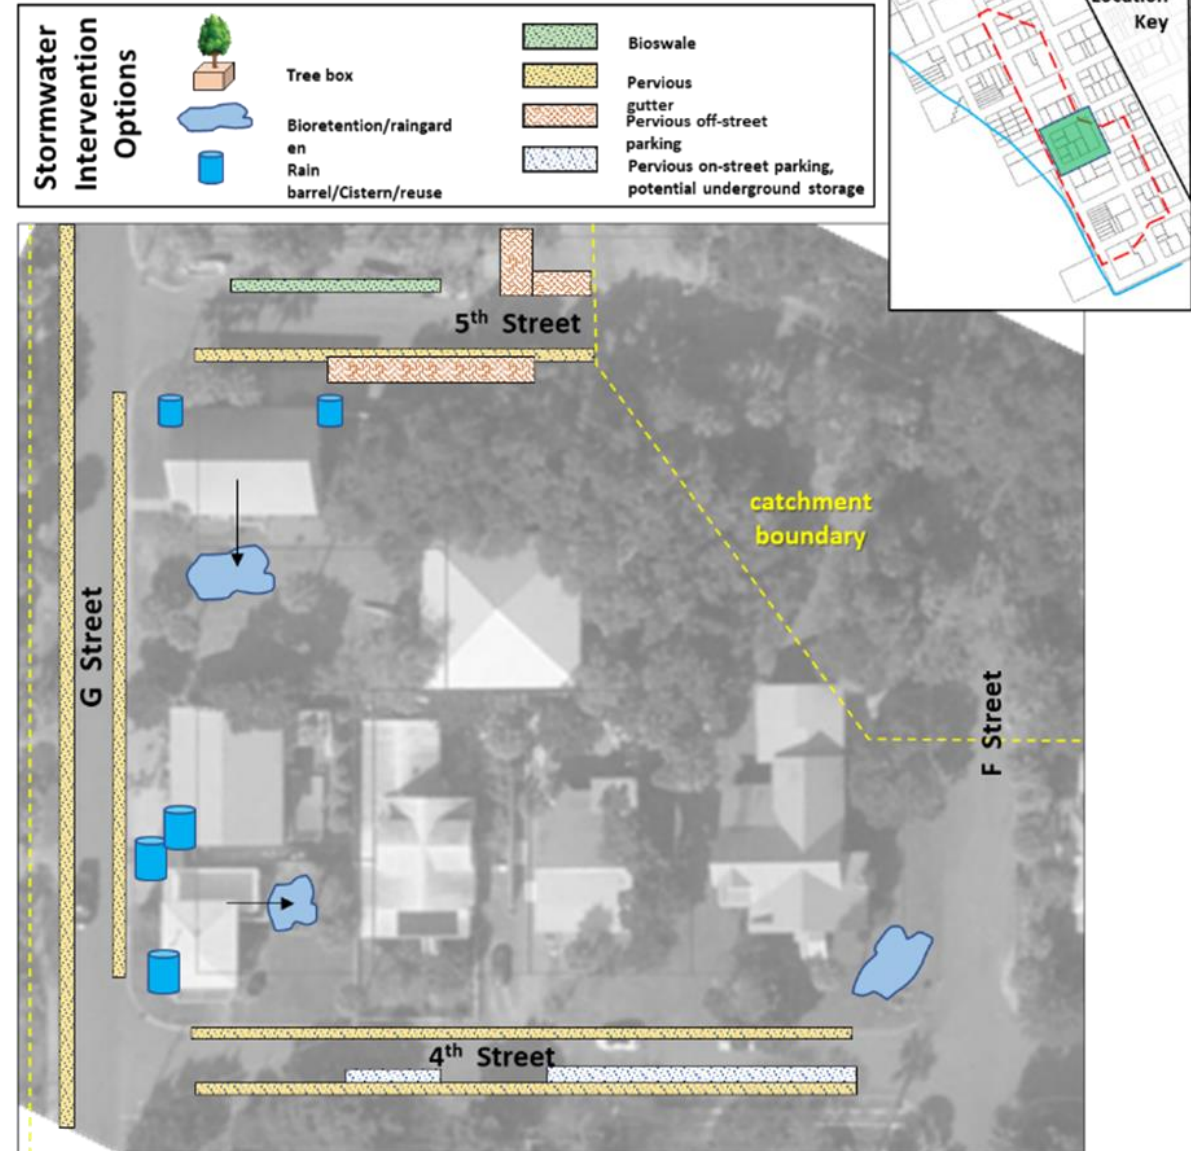 Stormwater
Intervention
Options
Tree box
Bioretention/raingard
en
Rain
barrel/Cistern/reuse
Bioswale
Pervious
gutter
Pervious off-street
parking
Pervious on-street parking,
potential underground storage
Location
Key
5th Street
catchment
boundary
G Street
F Street
4th Street